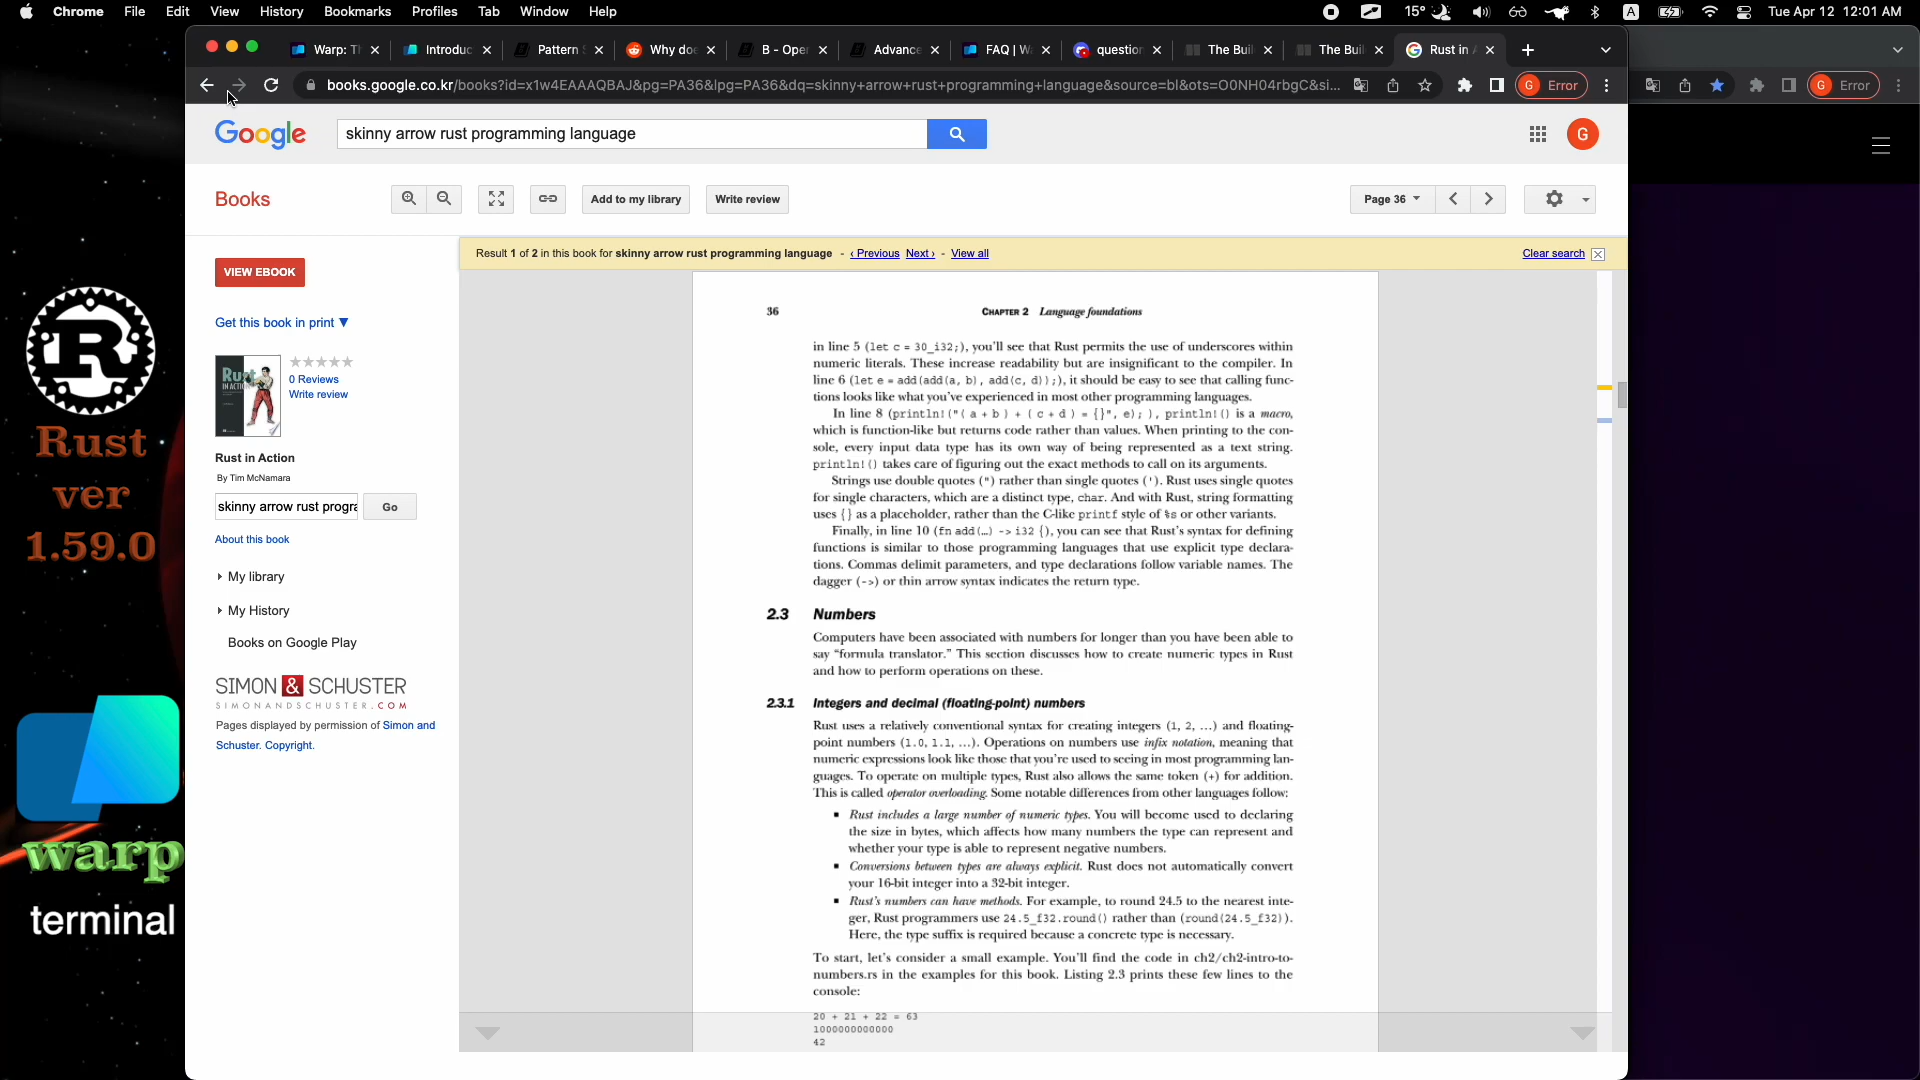 Chrome File Edit View History Bookmarks Profiles Tab Window Help 15° A Tue Apr 12 12:01 AM
Warp: T Introduc Pattern Why doe B - Oper Advance FAQ | W question The Buil The Buil Rust in
books.google.co.kr/books?id=x1w4EAAAQBAJ&pg=PA36&lpg=PA36&dq=skinny+arrow+rust+programming+language&source=bl&ots=O0NH04rbgC&si... G Error G Error
Google skinny arrow rust programming language G
Books Add to my library Write review Page 36
Result 1 of 2 in this book for skinny arrow rust programming language - ‹ Previous Next › - View all Clear search
VIEW EBOOK
Get this book in print ▼
0 Reviews
Write review
Rust in Action
By Tim McNamara
skinny arrow rust progra Go
About this book
My library
My History
Books on Google Play
SIMON & SCHUSTER
SIMONANDSCHUSTER.COM
Pages displayed by permission of Simon and
Schuster. Copyright.
36 CHAPTER 2 Language foundations
in line 5 (let c = 30_i32;), you'll see that Rust permits the use of underscores within
numeric literals. These increase readability but are insignificant to the compiler. In
line 6 (let e = add(add(a, b), add(c, d));), it should be easy to see that calling func-
tions looks like what you've experienced in most other programming languages.
In line 8 (println!("( a + b ) + ( c + d ) = {}", e); ), println!() is a macro,
which is function-like but returns code rather than values. When printing to the con-
sole, every input data type has its own way of being represented as a text string.
println!() takes care of figuring out the exact methods to call on its arguments.
Strings use double quotes (") rather than single quotes ('). Rust uses single quotes
for single characters, which are a distinct type, char. And with Rust, string formatting
uses {} as a placeholder, rather than the C-like printf style of %s or other variants.
Finally, in line 10 (fn add(…) -> i32 {), you can see that Rust's syntax for defining
functions is similar to those programming languages that use explicit type declara-
tions. Commas delimit parameters, and type declarations follow variable names. The
dagger (->) or thin arrow syntax indicates the return type.
2.3 Numbers
Computers have been associated with numbers for longer than you have been able to
say "formula translator." This section discusses how to create numeric types in Rust
and how to perform operations on these.
2.3.1 Integers and decimal (floating-point) numbers
Rust uses a relatively conventional syntax for creating integers (1, 2, ...) and floating-
point numbers (1.0, 1.1, ...). Operations on numbers use infix notation, meaning that
numeric expressions look like those that you're used to seeing in most programming lan-
guages. To operate on multiple types, Rust also allows the same token (+) for addition.
This is called operator overloading. Some notable differences from other languages follow:
▪ Rust includes a large number of numeric types. You will become used to declaring
the size in bytes, which affects how many numbers the type can represent and
whether your type is able to represent negative numbers.
▪ Conversions between types are always explicit. Rust does not automatically convert
your 16-bit integer into a 32-bit integer.
▪ Rust's numbers can have methods. For example, to round 24.5 to the nearest inte-
ger, Rust programmers use 24.5_f32.round() rather than (round(24.5_f32)).
Here, the type suffix is required because a concrete type is necessary.
To start, let's consider a small example. You'll find the code in ch2/ch2-intro-to-
numbers.rs in the examples for this book. Listing 2.3 prints these few lines to the
console:
20 + 21 + 22 = 63
1000000000000
42
R
Rust
ver
1.59.0
warp
terminal